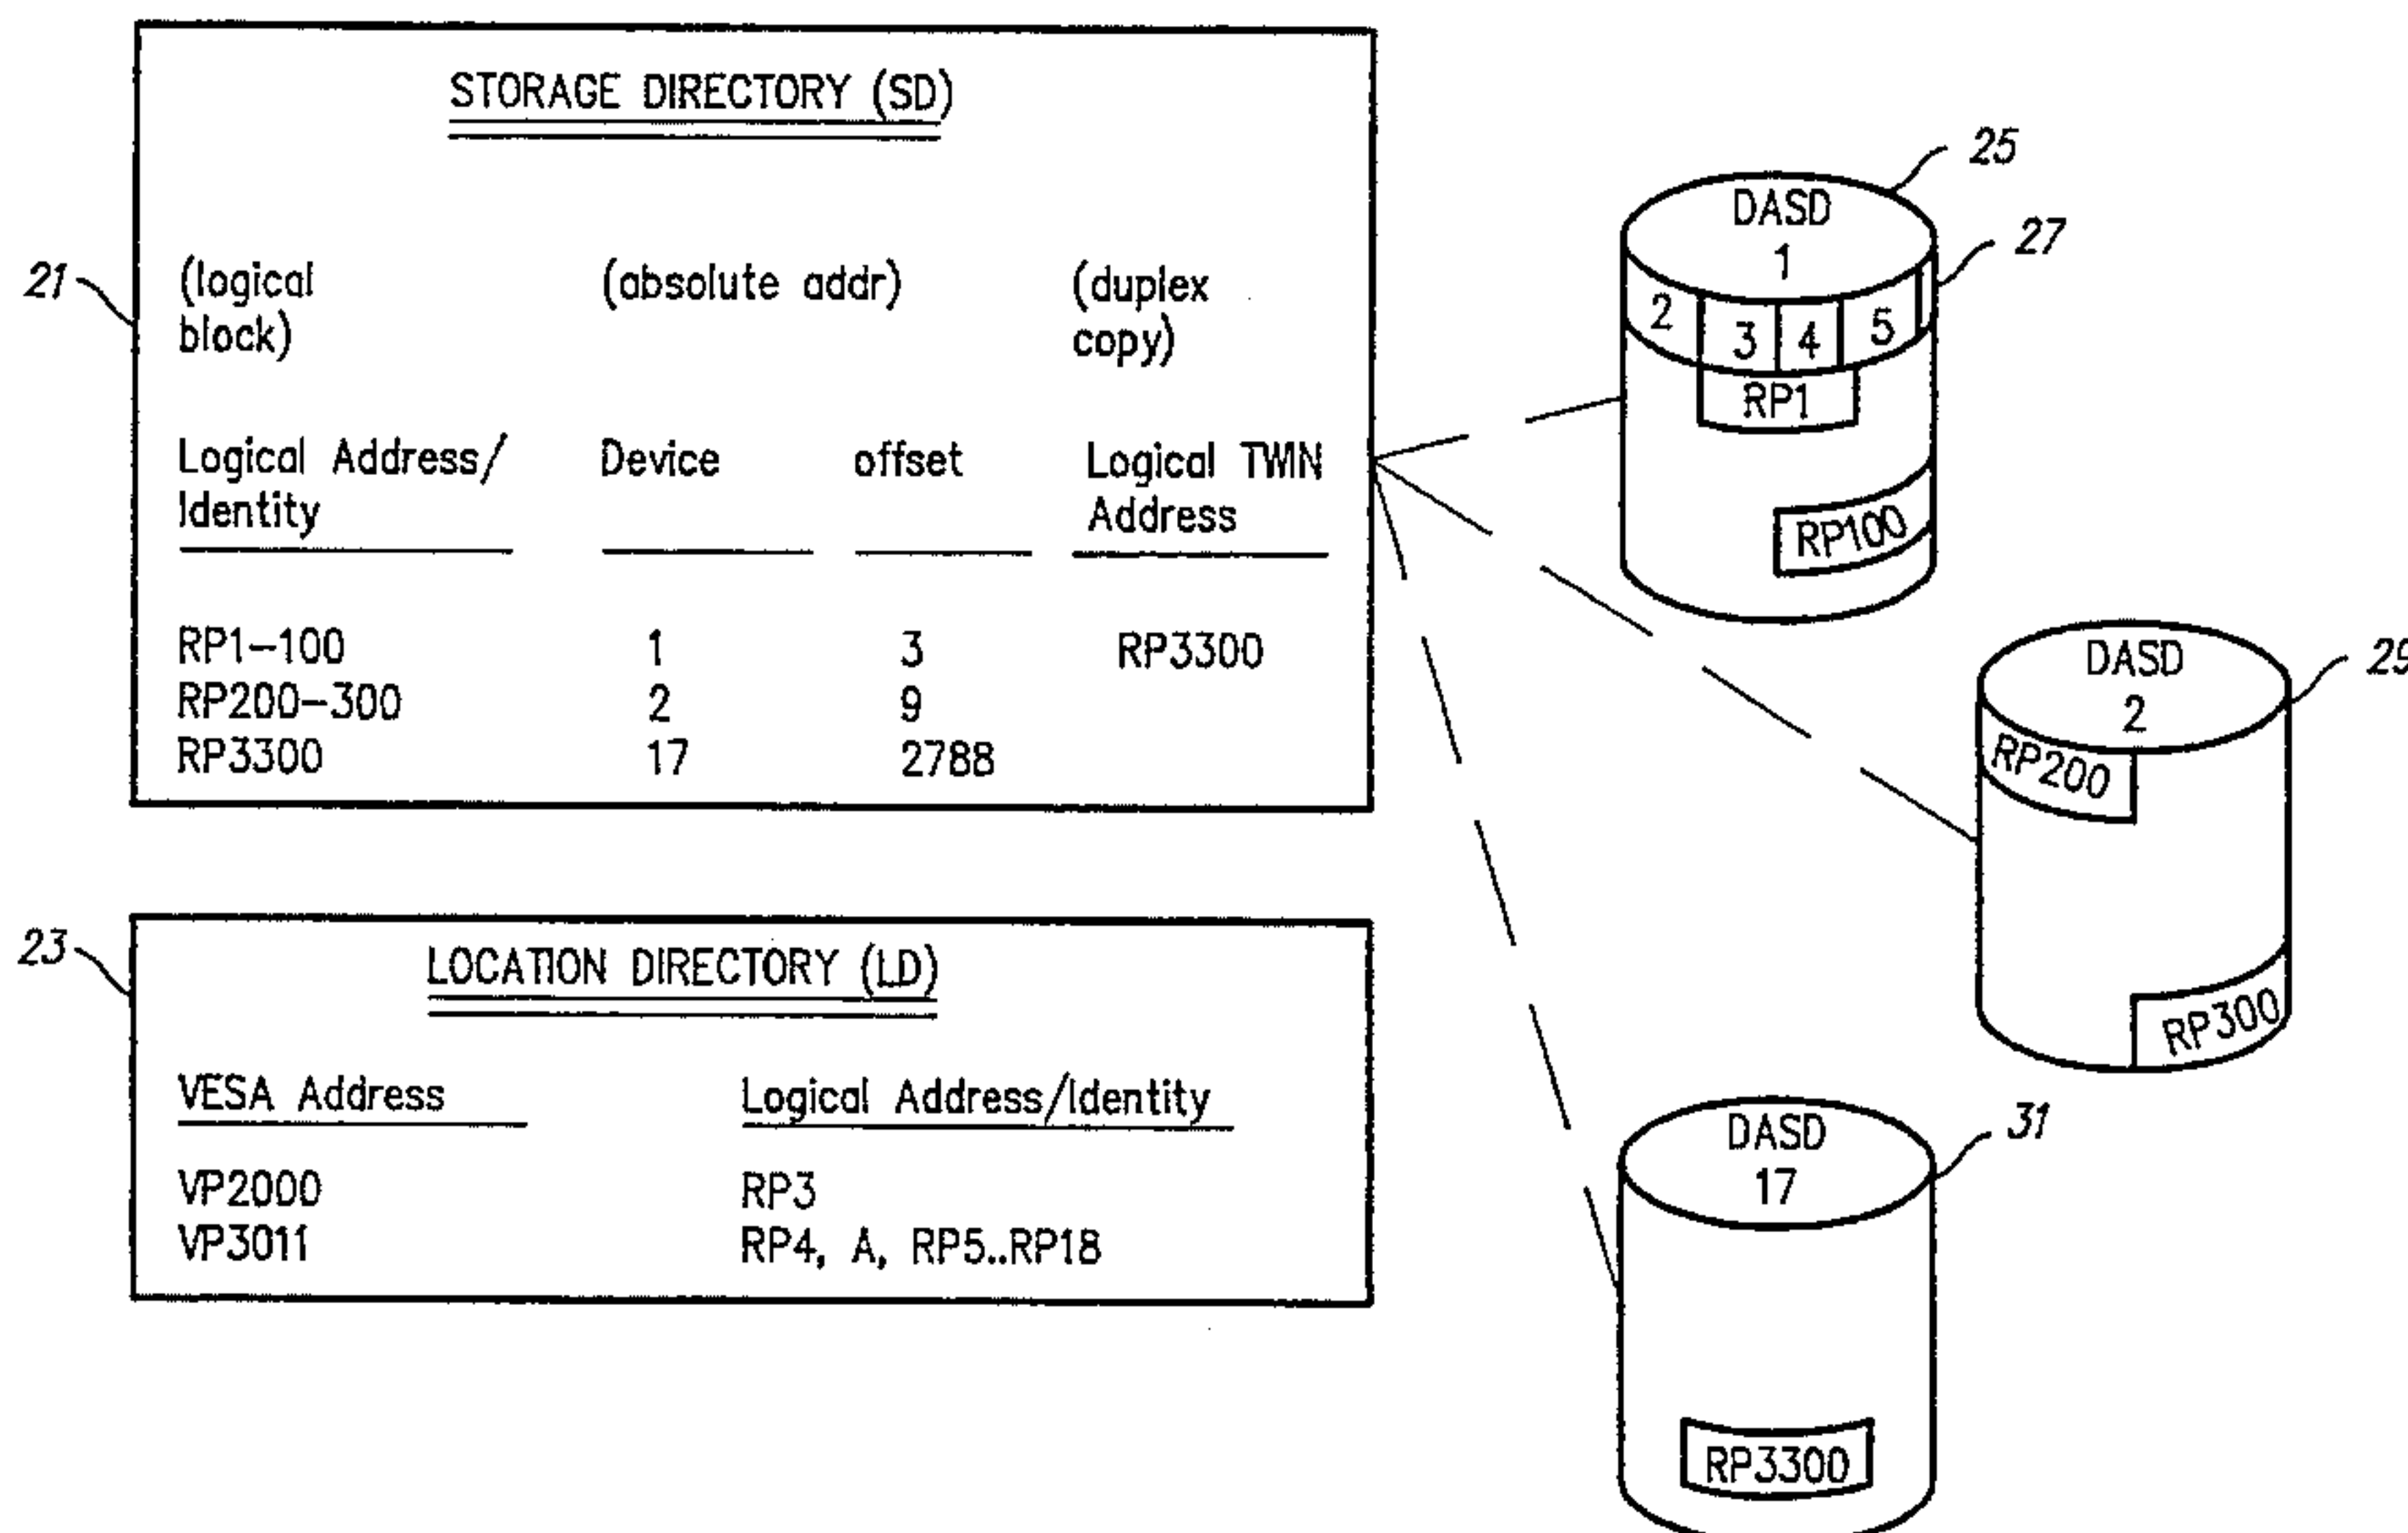 STORAGE DIRECTORY (SD)
21
(logical block)
(absolute addr)
(duplex copy)
Logical Address/ Identity
Device
offset
Logical TWIN Address
RP1-100 1 3 RP3300
RP200-300 2 9
RP3300 17 2788
23
LOCATION DIRECTORY (LD)
VESA Address Logical Address/Identity
VP2000 RP3
VP3011 RP4, A, RP5..RP18
25
DASD
1
27
2 3 4 5
RP1
RP100
DASD
2
29
RP200
RP300
DASD
17
31
RP3300